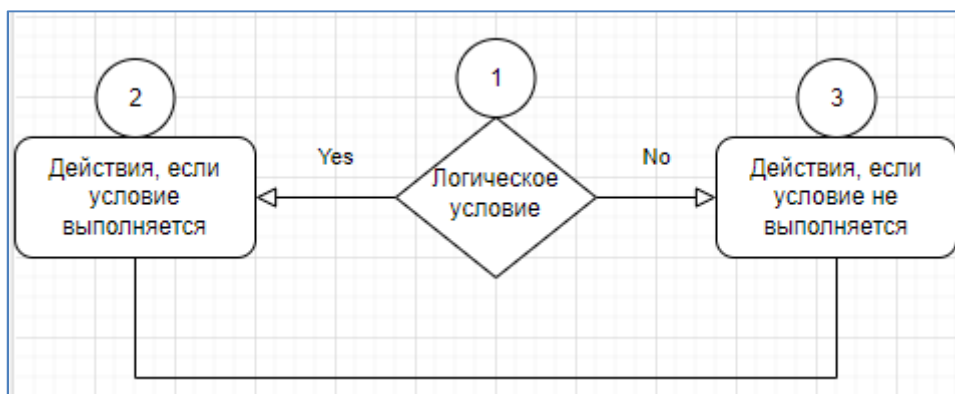 1
2
3
Yes
No
Действия, если
условие
выполняется
Логическое
условие
Действия, если
условие не
выполняется